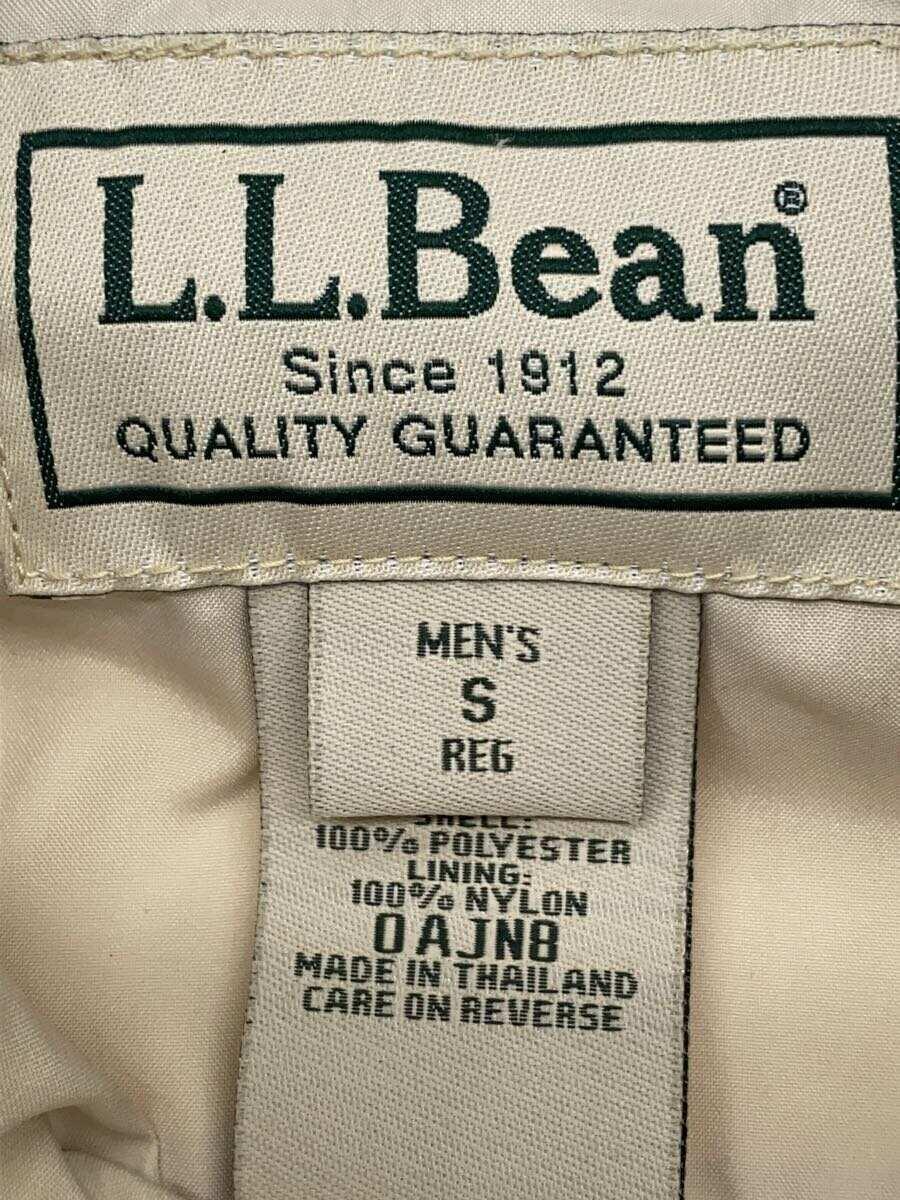 L.L.Bean®
Since 1912
QUALITY GUARANTEED
MEN'S
S
REG
SHELL:
100% POLYESTER
LINING:
100% NYLON
0AJN8
MADE IN THAILAND
CARE ON REVERSE